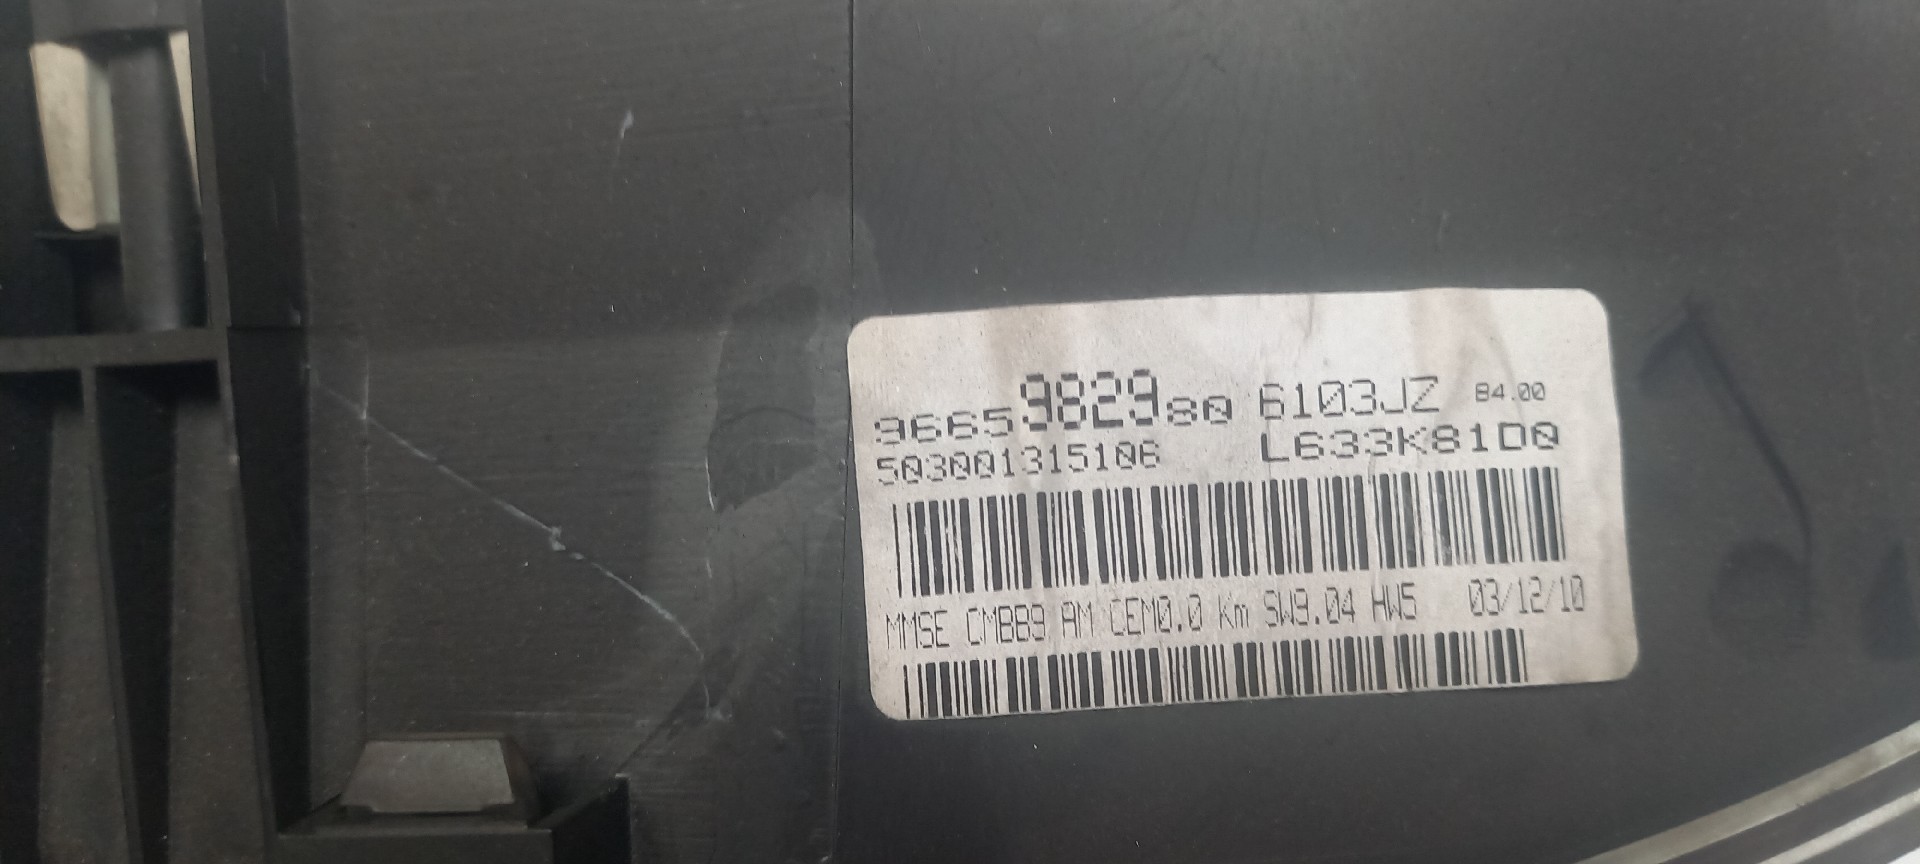 9665982980 6103JZ 84.00
503001315106 L633K81D0
MMSE CMBB9 AM CEM0.0 Km SW9.04 HW5 03/12/10